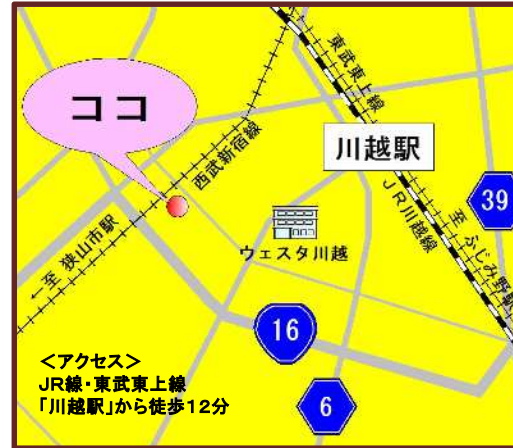 ココ
東武東上線
西武新宿線
川越駅
JR川越線
39
至 ふじみ野駅
←至 狭山市駅
ウェスタ川越
16
6
<アクセス>
JR線・東武東上線
「川越駅」から徒歩12分